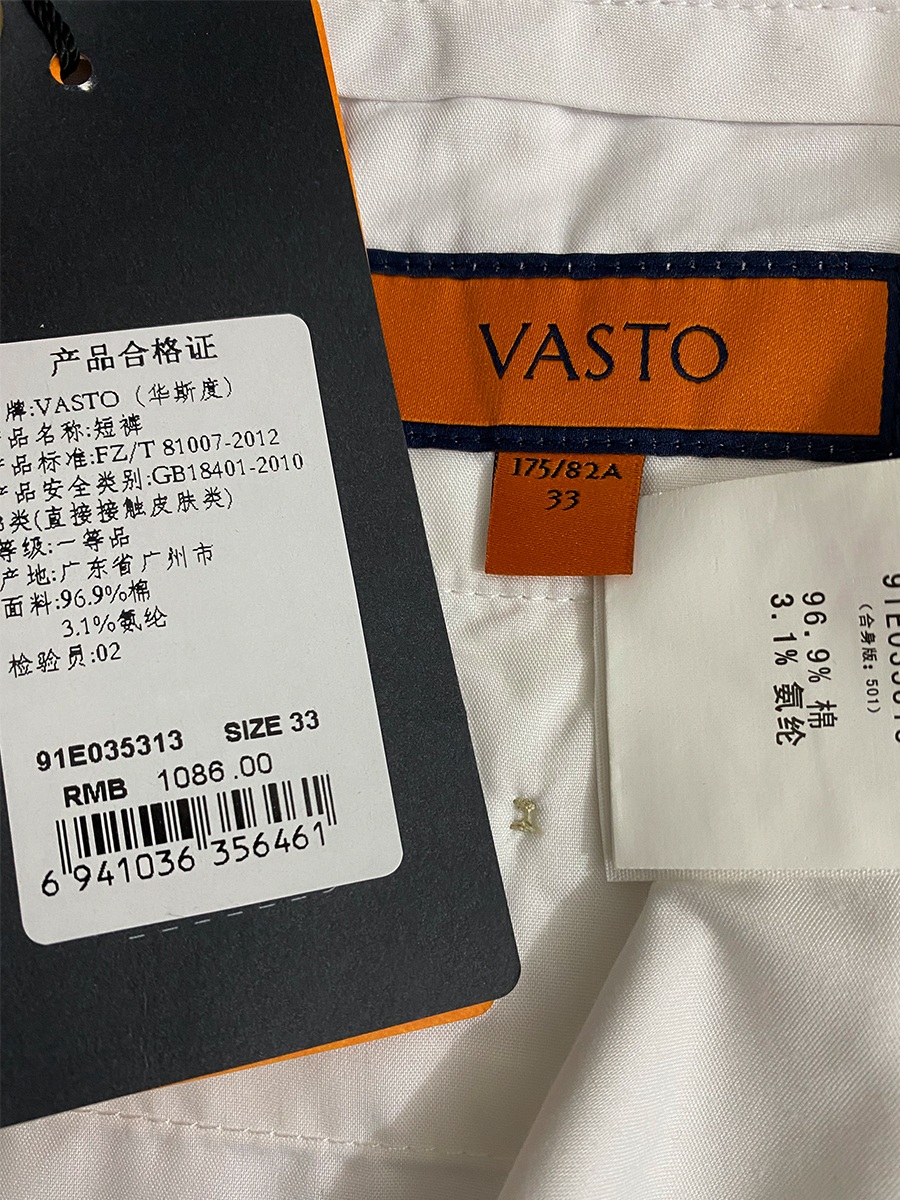 产品合格证
牌:VASTO（华斯度）
品名称:短裤
产品标准:FZ/T 81007-2012
产品安全类别:GB18401-2010
B类(直接接触皮肤类)
等级:一等品
产地:广东省广州市
面料:96.9%棉
3.1%氨纶
检验员:02
91E035313 SIZE 33
RMB 1086.00
6 941036 356461
VASTO
175/82A
33
(合身版: 501)
96.9% 棉
3.1% 氨纶